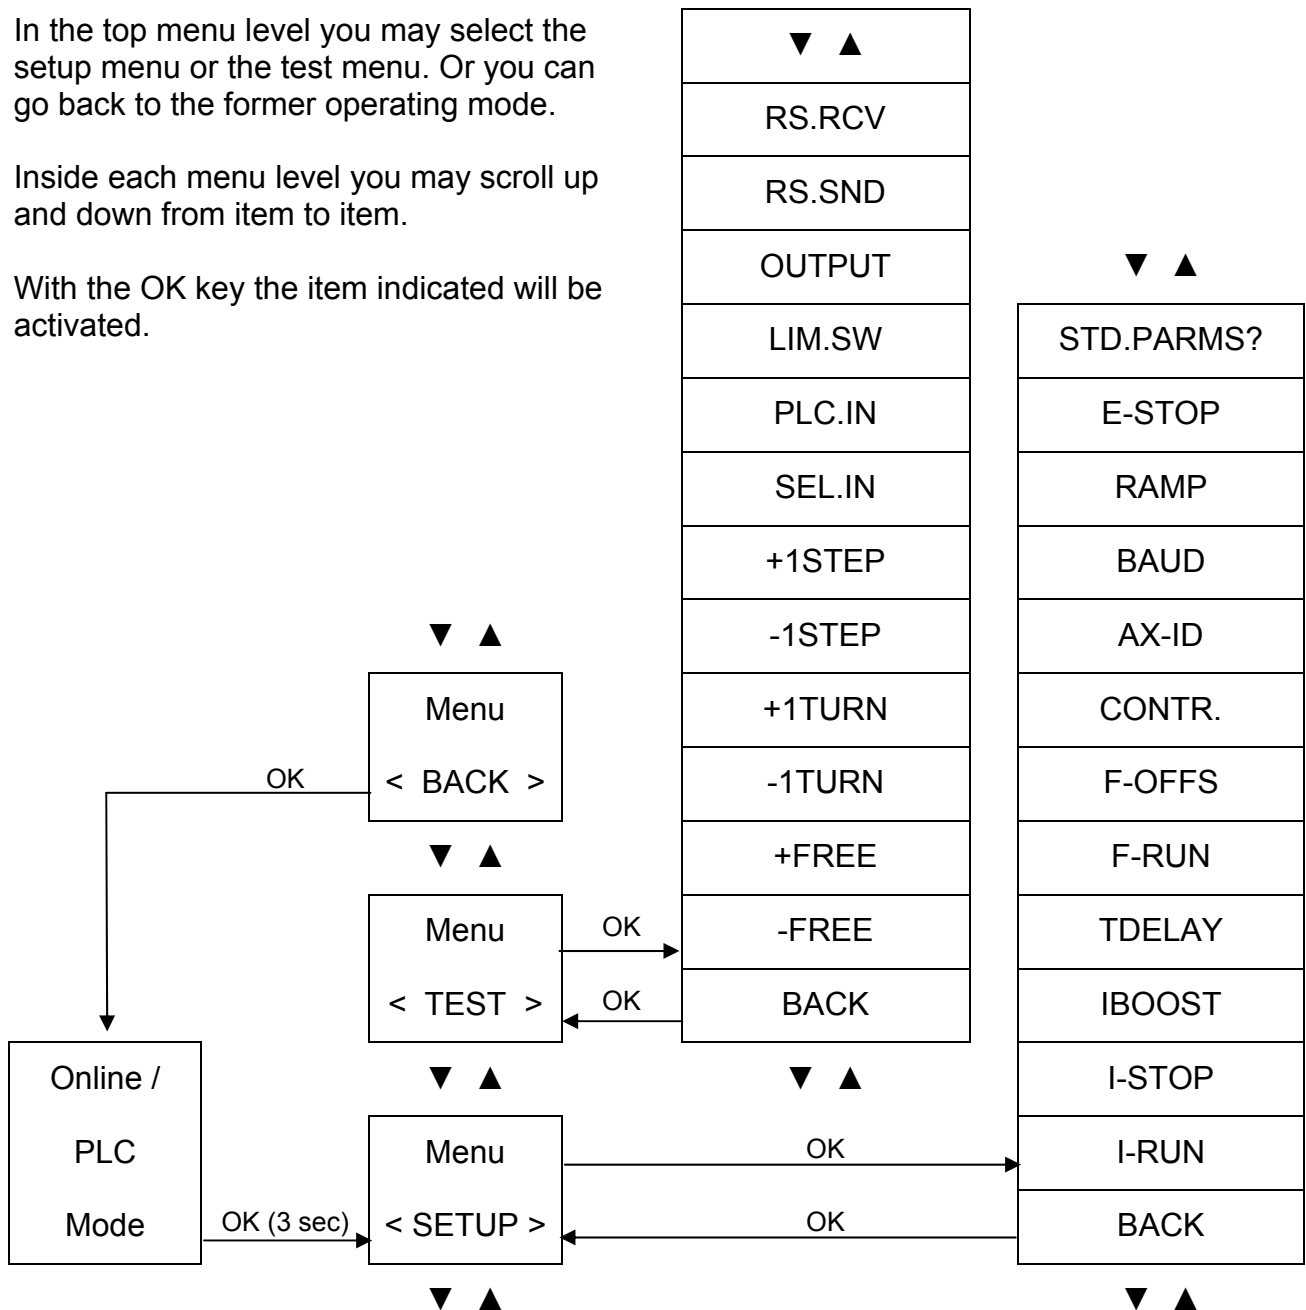 In the top menu level you may select the
setup menu or the test menu. Or you can
go back to the former operating mode.
Inside each menu level you may scroll up
and down from item to item.
With the OK key the item indicated will be
activated.
▼ ▲
RS.RCV
RS.SND
OUTPUT
LIM.SW
PLC.IN
SEL.IN
+1STEP
-1STEP
+1TURN
-1TURN
+FREE
-FREE
BACK
▼ ▲
▼ ▲
STD.PARMS?
E-STOP
RAMP
BAUD
AX-ID
CONTR.
F-OFFS
F-RUN
TDELAY
IBOOST
I-STOP
I-RUN
BACK
▼ ▲
▼ ▲
Menu
< BACK >
OK
▼ ▲
Menu
< TEST >
OK
OK
▼ ▲
Menu
< SETUP >
OK
OK
▼ ▲
Online /
PLC
Mode
OK (3 sec)